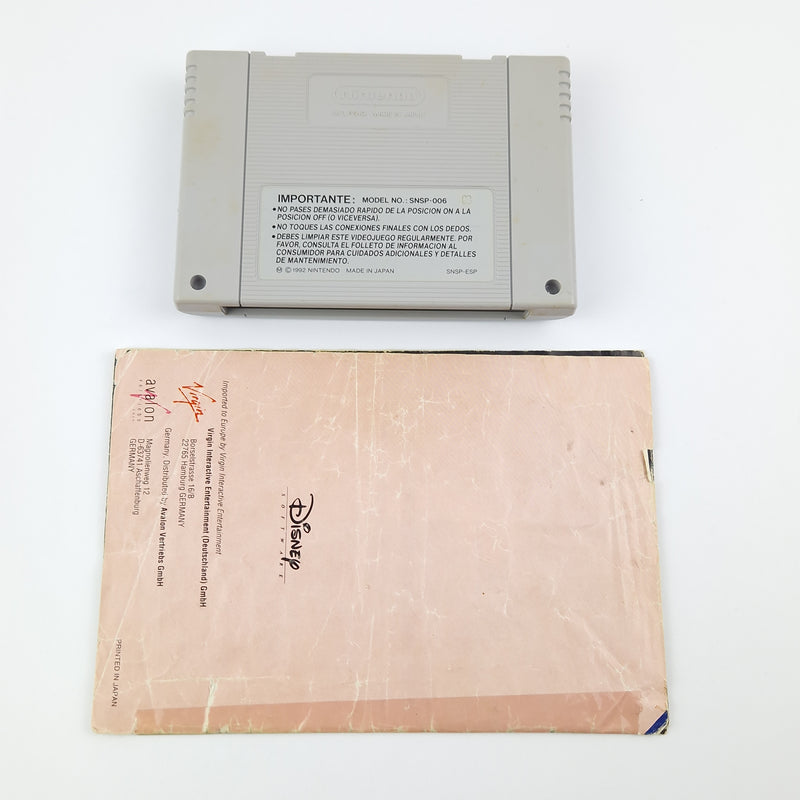 Nintendo
IMPORTANTE: MODEL NO.: SNSP-006
•NO PASES DEMASIADO RAPIDO DE LA POSICION ON A LA
POSICION OFF (O VICEVERSA).
•NO TOQUES LAS CONEXIONES FINALES CON LOS DEDOS.
•DEBES LIMPIAR ESTE VIDEOJUEGO REGULARMENTE. POR
FAVOR, CONSULTA EL FOLLETO DE INFORMACION AL
CONSUMIDOR PARA CUIDADOS ADICIONALES Y DETALLES
DE MANTENIMIENTO.
Ⓜ ©1992 NINTENDO MADE IN JAPAN SNSP-ESP
Imported to Europe by Virgin Interactive Entertainment
Virgin
Virgin Interactive Entertainment (Deutschland) GmbH
Borselstrasse 16/B
22765 Hamburg GERMANY
Germany, Distributed by Avalon Vertriebs GmbH
avalon
Magnolienweg 12
D-63741 Aschaffenburg
GERMANY
DISNEY
SOFTWARE
PRINTED IN JAPAN